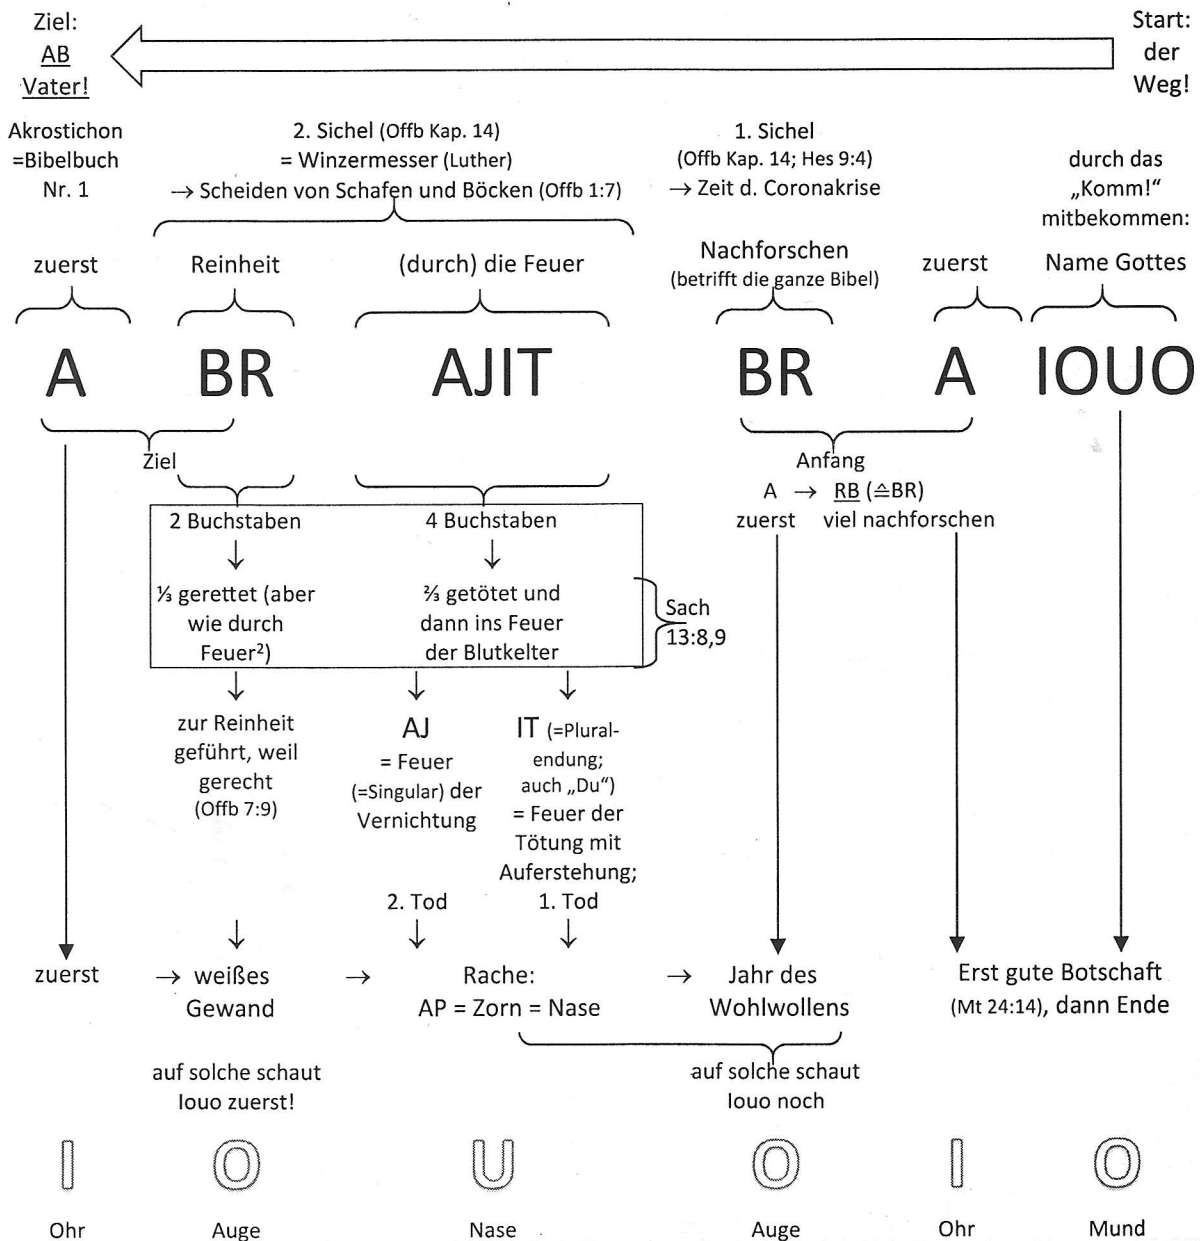 Ziel:
AB
Vater!
Start:
der
Weg!
Akrostichon
=Bibelbuch
Nr. 1
2. Sichel (Offb Kap. 14)
= Winzermesser (Luther)
→ Scheiden von Schafen und Böcken (Offb 1:7)
1. Sichel
(Offb Kap. 14; Hes 9:4)
→ Zeit d. Coronakrise
durch das
„Komm!“
mitbekommen:
zuerst
Reinheit
(durch) die Feuer
Nachforschen
(betrifft die ganze Bibel)
zuerst
Name Gottes
A BR AJIT BR A IOUO
Ziel
Anfang
A → RB (≙BR)
zuerst viel nachforschen
2 Buchstaben
↓
⅓ gerettet (aber
wie durch
Feuer²)
4 Buchstaben
↓
⅔ getötet und
dann ins Feuer
der Blutkelter
Sach
13:8,9
zur Reinheit
geführt, weil
gerecht
(Offb 7:9)
AJ
= Feuer
(=Singular) der
Vernichtung
2. Tod
IT (=Plural-
endung;
auch „Du“)
= Feuer der
Tötung mit
Auferstehung;
1. Tod
zuerst
→ weißes
Gewand
→ Rache:
AP = Zorn = Nase
→ Jahr des
Wohlwollens
Erst gute Botschaft
(Mt 24:14), dann Ende
auf solche schaut
Iouo zuerst!
auf solche schaut
Iouo noch
I O U O I O
Ohr Auge Nase Auge Ohr Mund